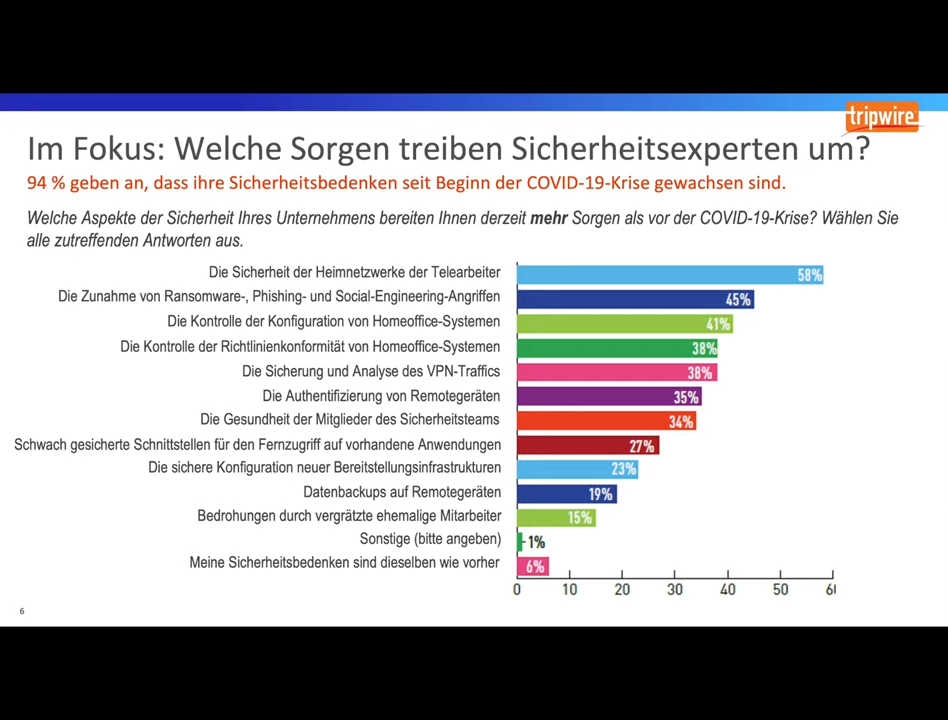 tripwire
Im Fokus: Welche Sorgen treiben Sicherheitsexperten um?
94 % geben an, dass ihre Sicherheitsbedenken seit Beginn der COVID-19-Krise gewachsen sind.
Welche Aspekte der Sicherheit Ihres Unternehmens bereiten Ihnen derzeit mehr Sorgen als vor der COVID-19-Krise? Wählen Sie
alle zutreffenden Antworten aus.
Die Sicherheit der Heimnetzwerke der Telearbeiter 58%
Die Zunahme von Ransomware-, Phishing- und Social-Engineering-Angriffen 45%
Die Kontrolle der Konfiguration von Homeoffice-Systemen 41%
Die Kontrolle der Richtlinienkonformität von Homeoffice-Systemen 38%
Die Sicherung und Analyse des VPN-Traffics 38%
Die Authentifizierung von Remotegeräten 35%
Die Gesundheit der Mitglieder des Sicherheitsteams 34%
Schwach gesicherte Schnittstellen für den Fernzugriff auf vorhandene Anwendungen 27%
Die sichere Konfiguration neuer Bereitstellungsinfrastrukturen 23%
Datenbackups auf Remotegeräten 19%
Bedrohungen durch vergrätzte ehemalige Mitarbeiter 15%
Sonstige (bitte angeben) 1%
Meine Sicherheitsbedenken sind dieselben wie vorher 6%
0 10 20 30 40 50 60
6